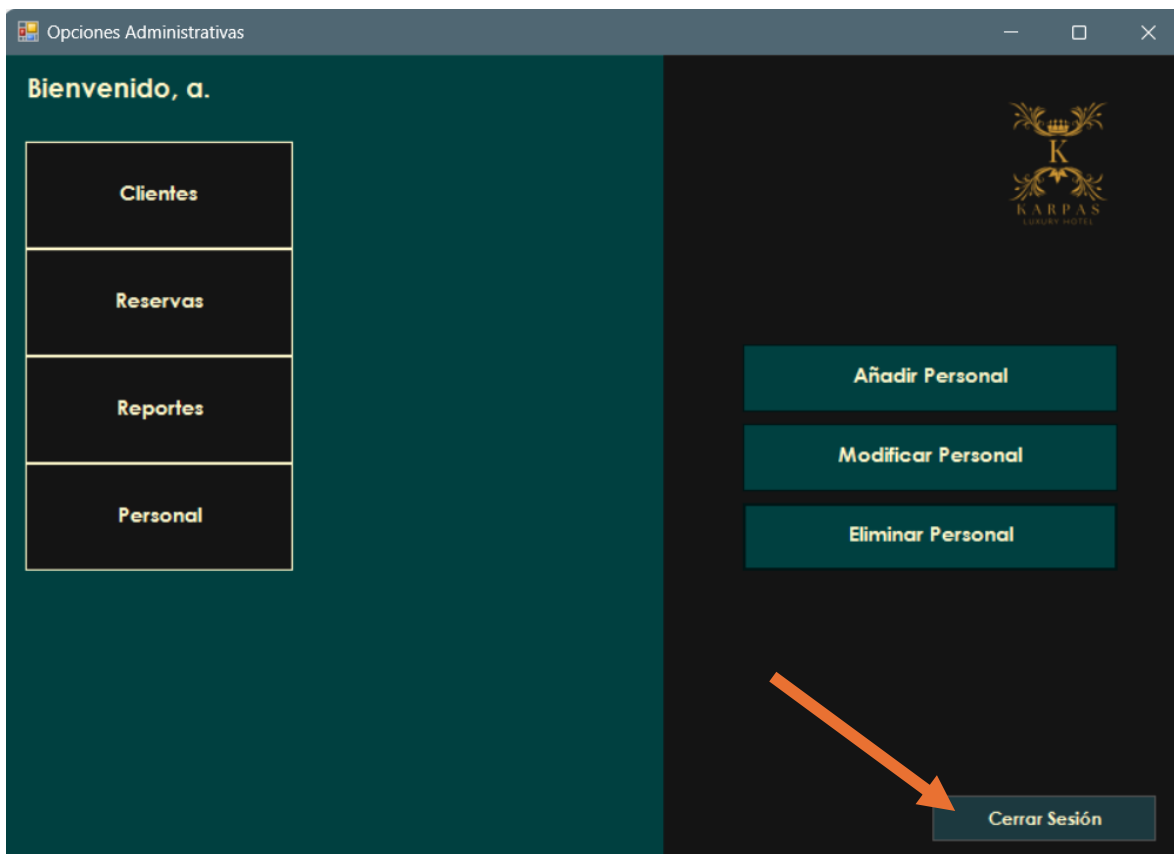 Opciones Administrativas
Bienvenido, a.
Clientes
Reservas
Reportes
Personal
K
KARPAS
LUXURY HOTEL
Añadir Personal
Modificar Personal
Eliminar Personal
Cerrar Sesión